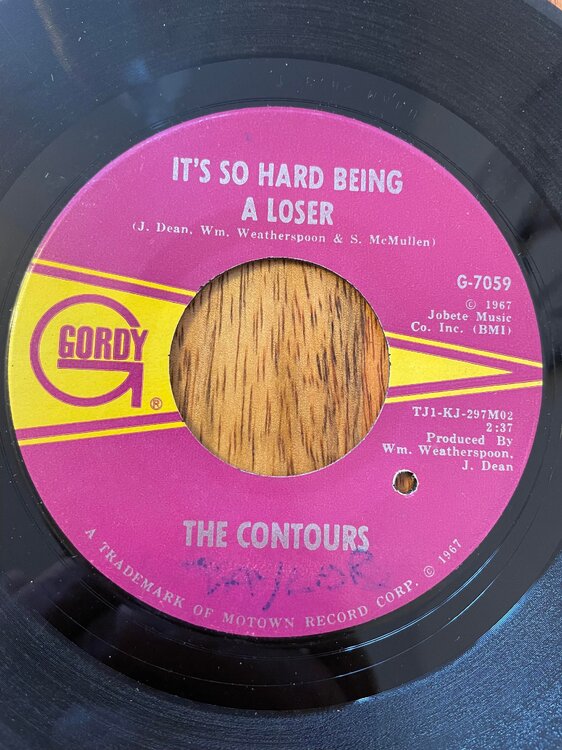 IT'S SO HARD BEING
A LOSER
(J. Dean, Wm. Weatherspoon & S. McMullen)
G-7059
© 1967
Jobete Music
Co. Inc. (BMI)
GORDY
®
TJ1-KJ-297M02
2:37
Produced By
Wm. Weatherspoon,
J. Dean
THE CONTOURS
TAYLOR
A TRADEMARK OF MOTOWN RECORD CORP. © 1967